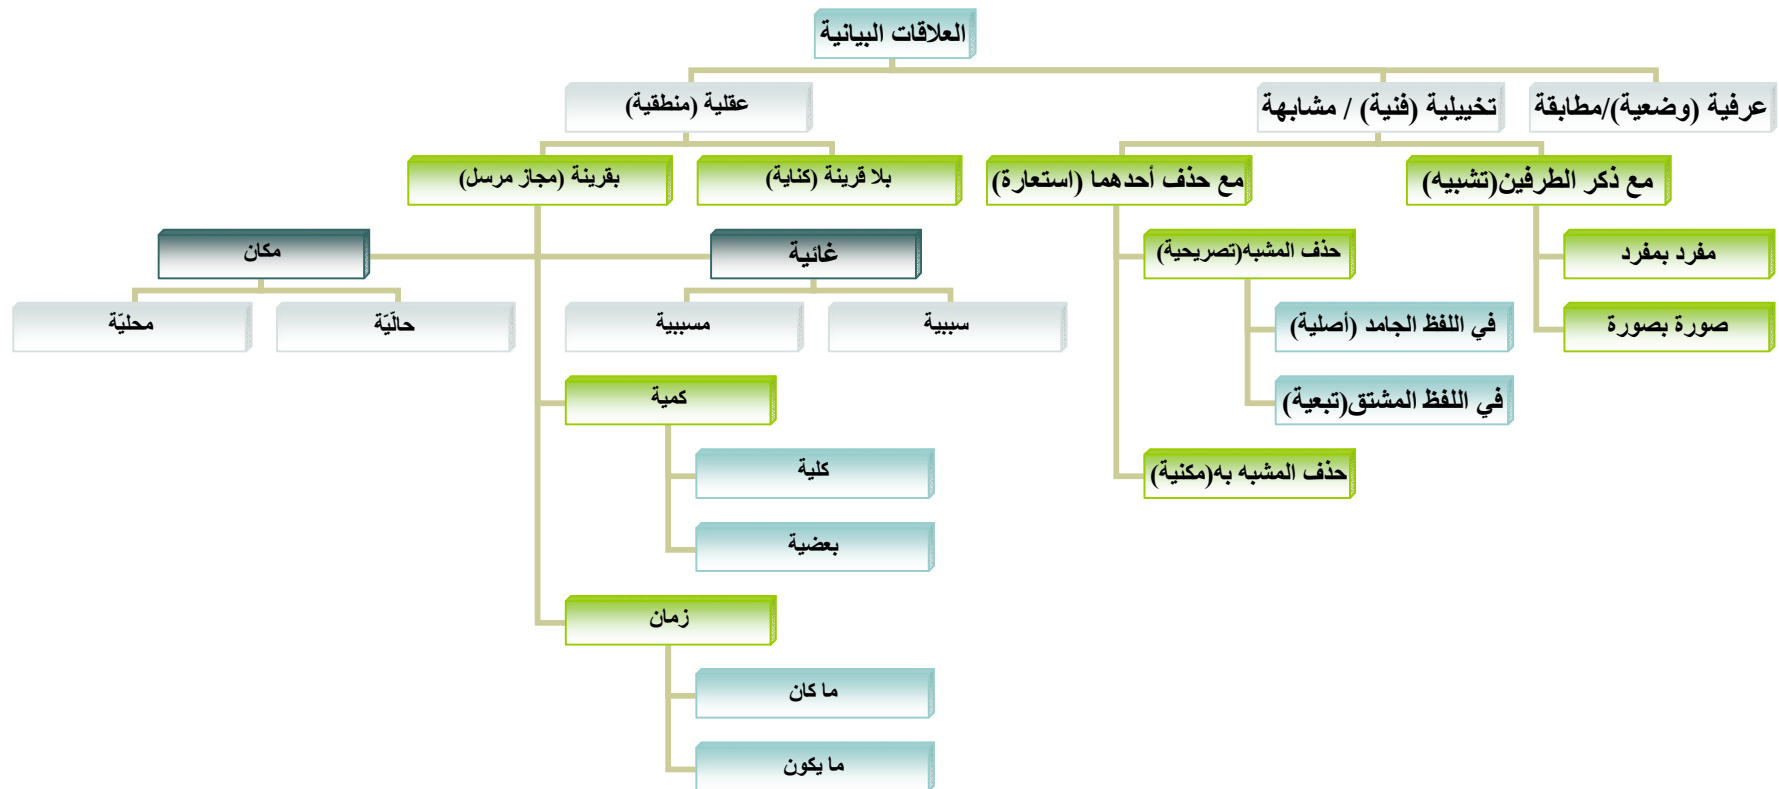 العلاقات البيانية
عرفية (وضعية)/مطابقة
تخييلية (فنية) / مشابهة
عقلية (منطقية)
مع ذكر الطرفين(تشبيه)
مع حذف أحدهما (استعارة)
بلا قرينة (كناية)
بقرينة (مجاز مرسل)
مفرد بمفرد
صورة بصورة
حذف المشبه(تصريحية)
في اللفظ الجامد (أصلية)
في اللفظ المشتق(تبعية)
حذف المشبه به(مكنية)
غائية
سببية
مسببية
مكان
حالّيّة
محليّة
كمية
كلية
بعضية
زمان
ما كان
ما يكون